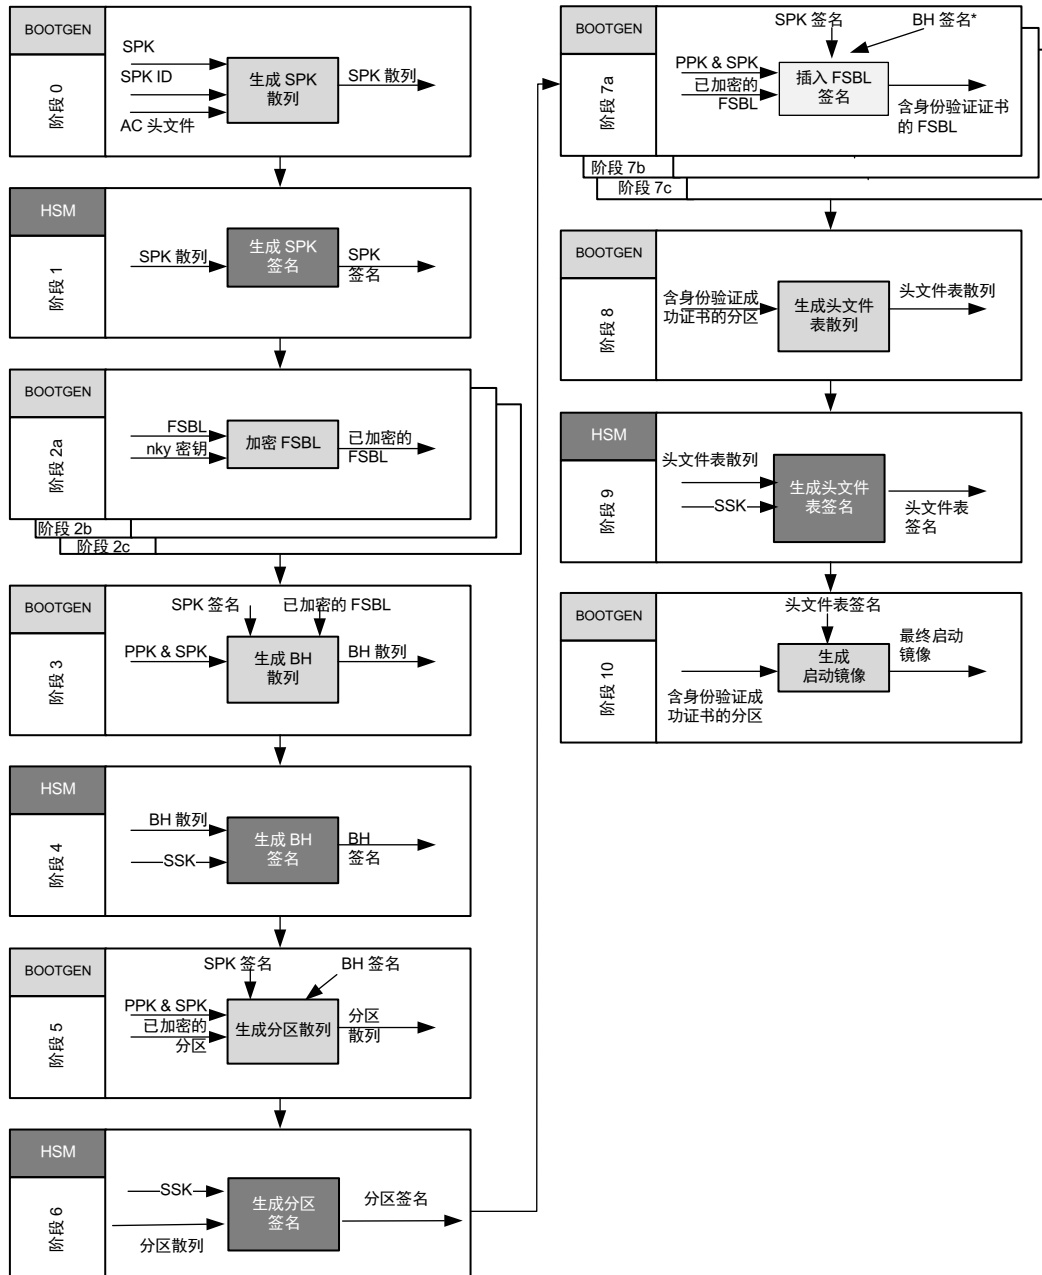 BOOTGEN
阶段 0
SPK
SPK ID
AC 头文件
生成 SPK
散列
SPK 散列
HSM
阶段 1
SPK 散列
生成 SPK
签名
SPK
签名
BOOTGEN
阶段 2a
FSBL
nky 密钥
加密 FSBL
已加密的
FSBL
阶段 2b
阶段 2c
BOOTGEN
阶段 3
SPK 签名
已加密的 FSBL
PPK & SPK
生成 BH
散列
BH 散列
HSM
阶段 4
BH 散列
SSK
生成 BH
签名
BH
签名
BOOTGEN
阶段 5
SPK 签名
BH 签名
PPK & SPK
已加密的
分区
生成分区散列
分区
散列
HSM
阶段 6
SSK
分区散列
生成分区
签名
分区签名
BOOTGEN
阶段 7a
SPK 签名
BH 签名*
PPK & SPK
已加密的
FSBL
插入 FSBL
签名
含身份验证证书
的 FSBL
阶段 7b
阶段 7c
BOOTGEN
阶段 8
含身份验证成
功证书的分区
生成头文件
表散列
头文件表散列
HSM
阶段 9
头文件表散列
SSK
生成头文件
表签名
头文件表
签名
BOOTGEN
阶段 10
头文件表签名
含身份验证成
功证书的分区
生成
启动镜像
最终启动
镜像